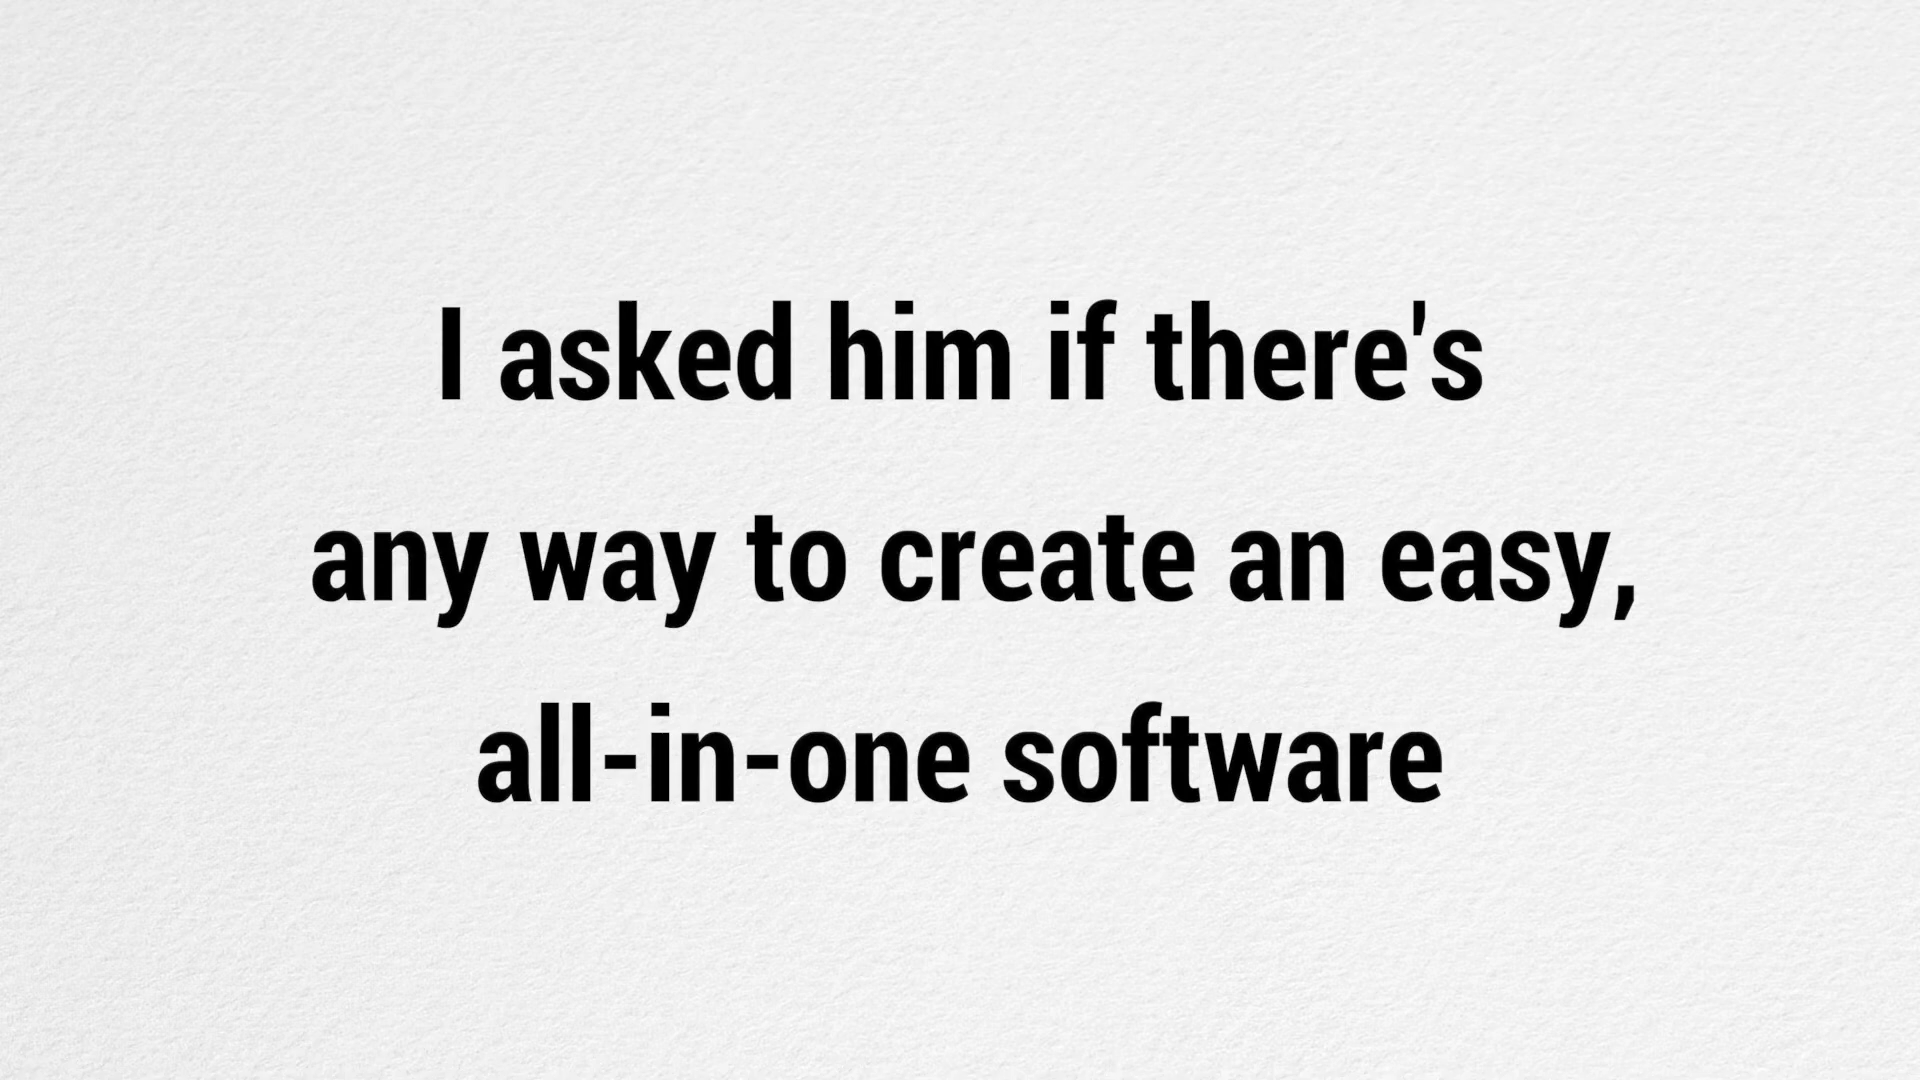 I asked him if there's
any way to create an easy,
all-in-one software